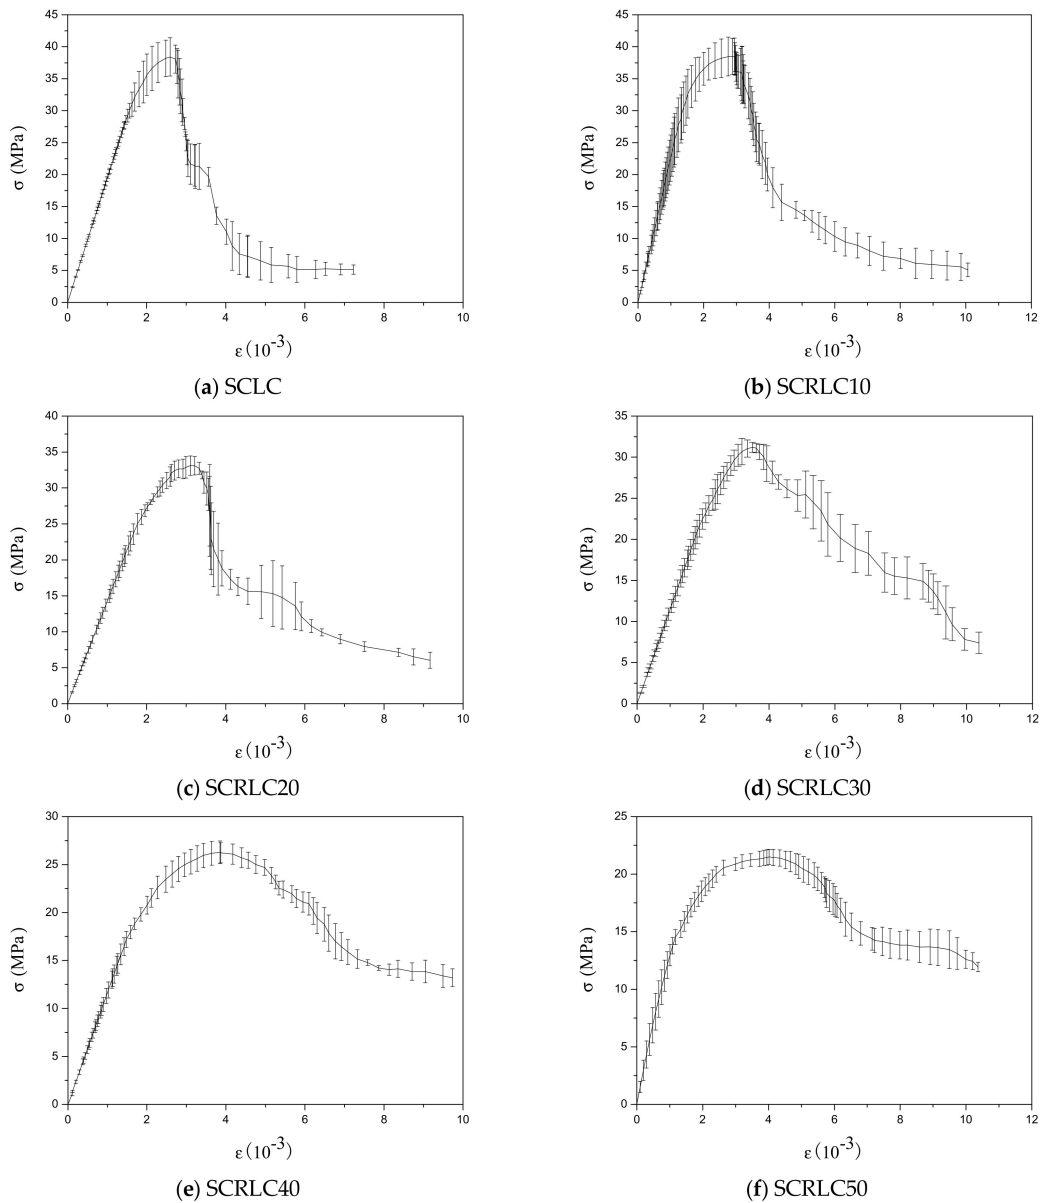 45
40
35
30
25
20
15
10
5
0
σ (MPa)
0 2 4 6 8 10
ε (10-3)
(a) SCLC
45
40
35
30
25
20
15
10
5
0
σ (MPa)
0 2 4 6 8 10 12
ε (10-3)
(b) SCRLC10
40
35
30
25
20
15
10
5
0
σ (MPa)
0 2 4 6 8 10
ε (10-3)
(c) SCRLC20
35
30
25
20
15
10
5
0
σ (MPa)
0 2 4 6 8 10 12
ε (10-3)
(d) SCRLC30
30
25
20
15
10
5
0
σ (MPa)
0 2 4 6 8 10
ε (10-3)
(e) SCRLC40
25
20
15
10
5
0
σ (MPa)
0 2 4 6 8 10 12
ε (10-3)
(f) SCRLC50